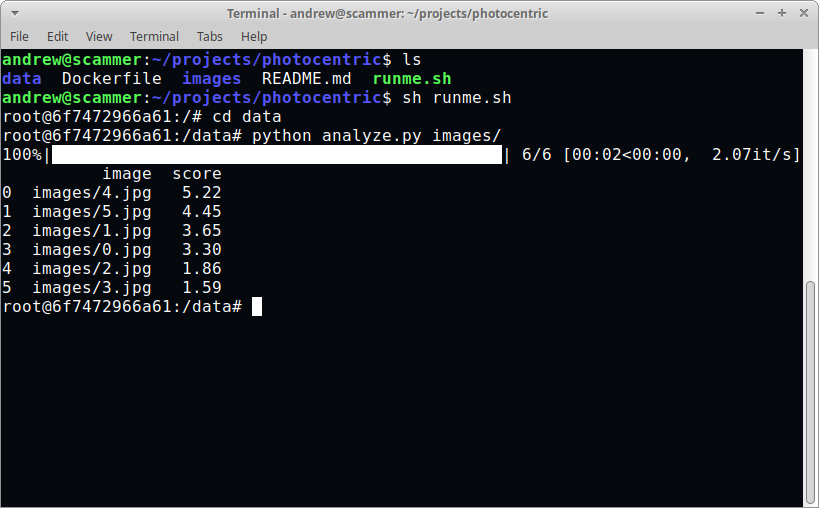 Terminal - andrew@scammer: ~/projects/photocentric
File Edit View Terminal Tabs Help
andrew@scammer:~/projects/photocentric$ ls
data Dockerfile images README.md runme.sh
andrew@scammer:~/projects/photocentric$ sh runme.sh
root@6f7472966a61:/# cd data
root@6f7472966a61:/data# python analyze.py images/
100%| | 6/6 [00:02<00:00, 2.07it/s]
image score
0 images/4.jpg 5.22
1 images/5.jpg 4.45
2 images/1.jpg 3.65
3 images/0.jpg 3.30
4 images/2.jpg 1.86
5 images/3.jpg 1.59
root@6f7472966a61:/data#